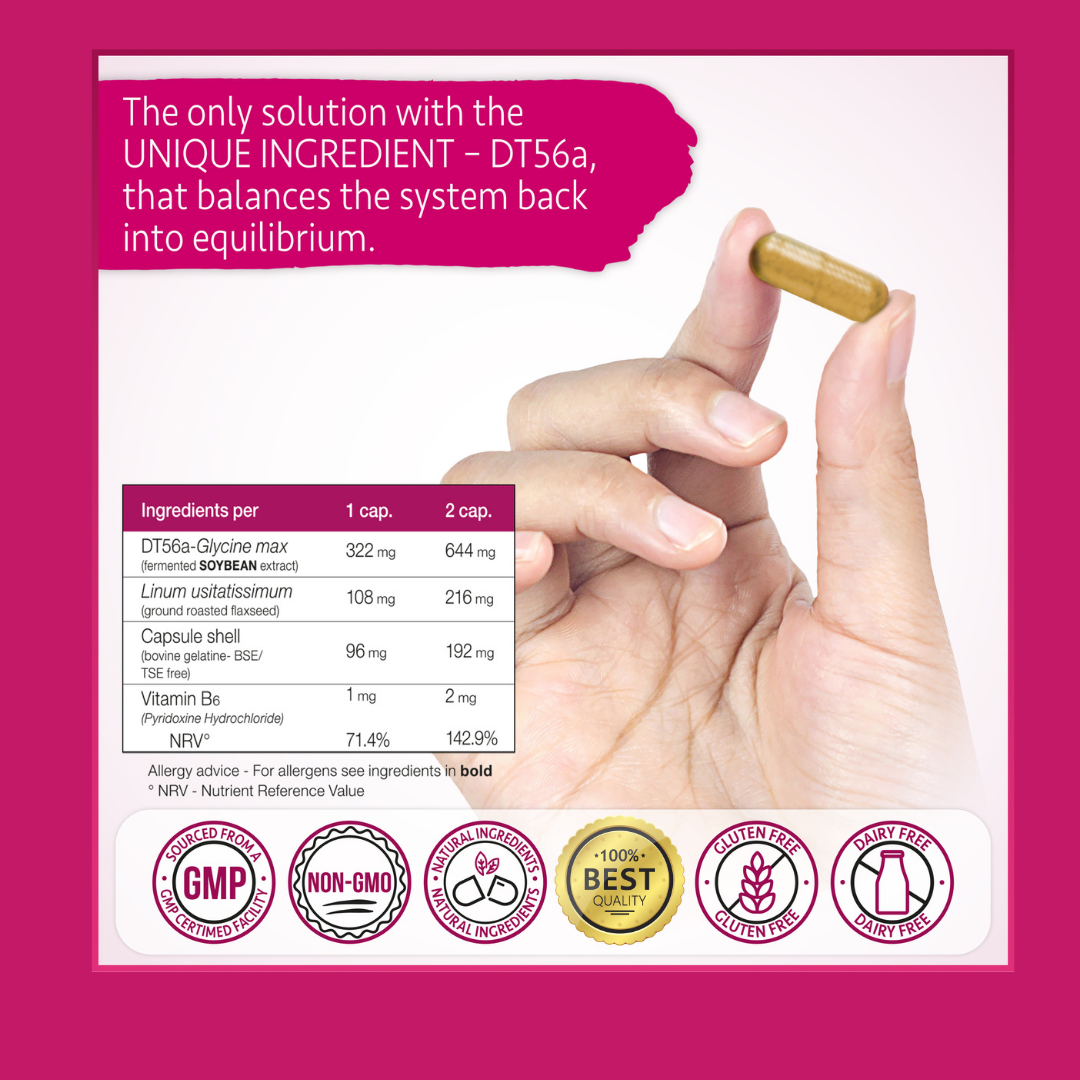 The only solution with the
UNIQUE INGREDIENT – DT56a,
that balances the system back
into equilibrium.
Ingredients per 1 cap. 2 cap.
DT56a-Glycine max 322 mg 644 mg
(fermented SOYBEAN extract)
Linum usitatissimum 108 mg 216 mg
(ground roasted flaxseed)
Capsule shell 96 mg 192 mg
(bovine gelatine- BSE/
TSE free)
Vitamin B6 1 mg 2 mg
(Pyridoxine Hydrochloride)
NRV° 71.4% 142.9%
Allergy advice - For allergens see ingredients in bold
° NRV - Nutrient Reference Value
SOURCED FROM A
GMP
GMP CERTIMED FACILITY
NON-GMO
NATURAL INGREDIENTS
NATURAL INGREDIENTS
•100%•
BEST
QUALITY
GLUTEN FREE
GLUTEN FREE
DAIRY FREE
DAIRY FREE